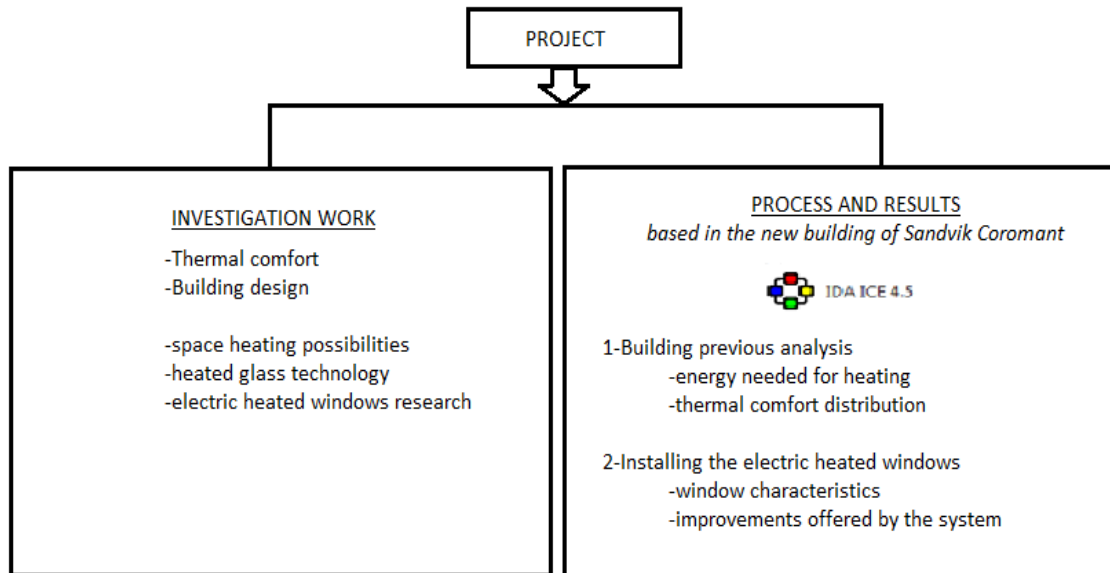 PROJECT
INVESTIGATION WORK
-Thermal comfort
-Building design
-space heating possibilities
-heated glass technology
-electric heated windows research
PROCESS AND RESULTS
based in the new building of Sandvik Coromant
IDA ICE 4.5
1-Building previous analysis
-energy needed for heating
-thermal comfort distribution
2-Installing the electric heated windows
-window characteristics
-improvements offered by the system